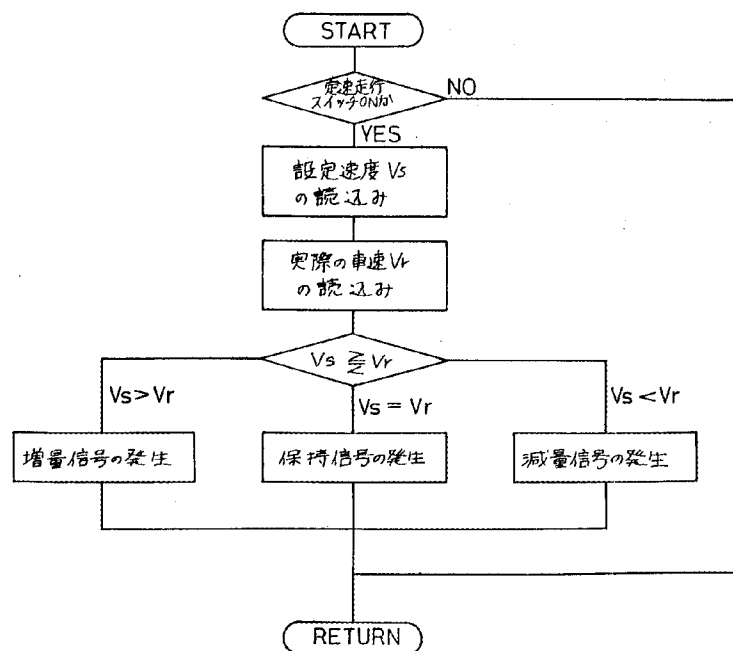 START
定速走行
スイッチONか
NO
YES
設定速度 Vs
の読込み
実際の車速Vr
の読込み
Vs ⪌ Vr
Vs > Vr
Vs = Vr
Vs < Vr
増量信号の発生
保持信号の発生
減量信号の発生
RETURN